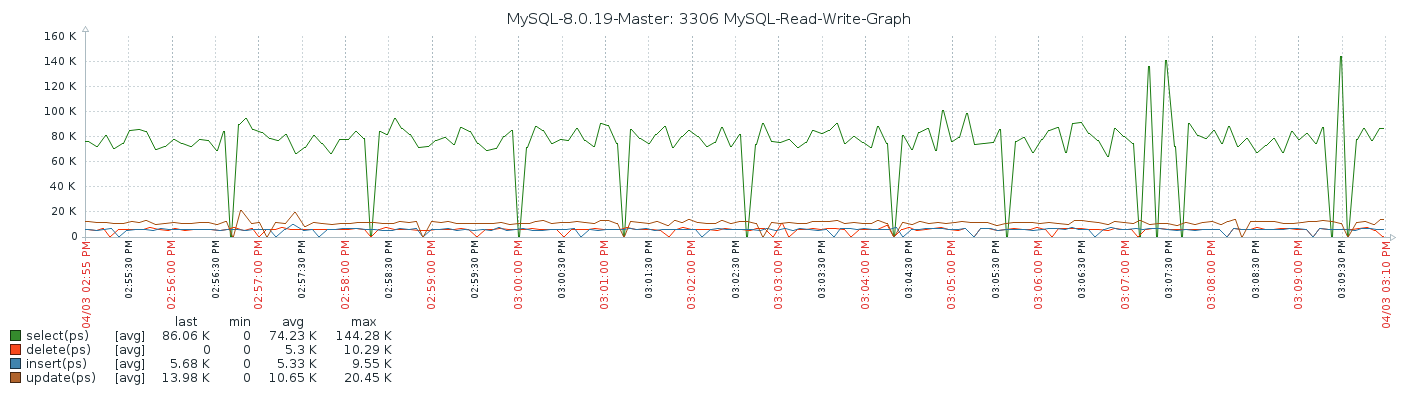 MySQL-8.0.19-Master: 3306 MySQL-Read-Write-Graph
160 K
140 K
120 K
100 K
80 K
60 K
40 K
20 K
0
04/03 02:55 PM
02:55:30 PM
02:56:00 PM
02:56:30 PM
02:57:00 PM
02:57:30 PM
02:58:00 PM
02:58:30 PM
02:59:00 PM
02:59:30 PM
03:00:00 PM
03:00:30 PM
03:01:00 PM
03:01:30 PM
03:02:00 PM
03:02:30 PM
03:03:00 PM
03:03:30 PM
03:04:00 PM
03:04:30 PM
03:05:00 PM
03:05:30 PM
03:06:00 PM
03:06:30 PM
03:07:00 PM
03:07:30 PM
03:08:00 PM
03:08:30 PM
03:09:00 PM
03:09:30 PM
04/03 03:10 PM
last min avg max
select(ps) [avg] 86.06 K 0 74.23 K 144.28 K
delete(ps) [avg] 0 0 5.3 K 10.29 K
insert(ps) [avg] 5.68 K 0 5.33 K 9.55 K
update(ps) [avg] 13.98 K 0 10.65 K 20.45 K